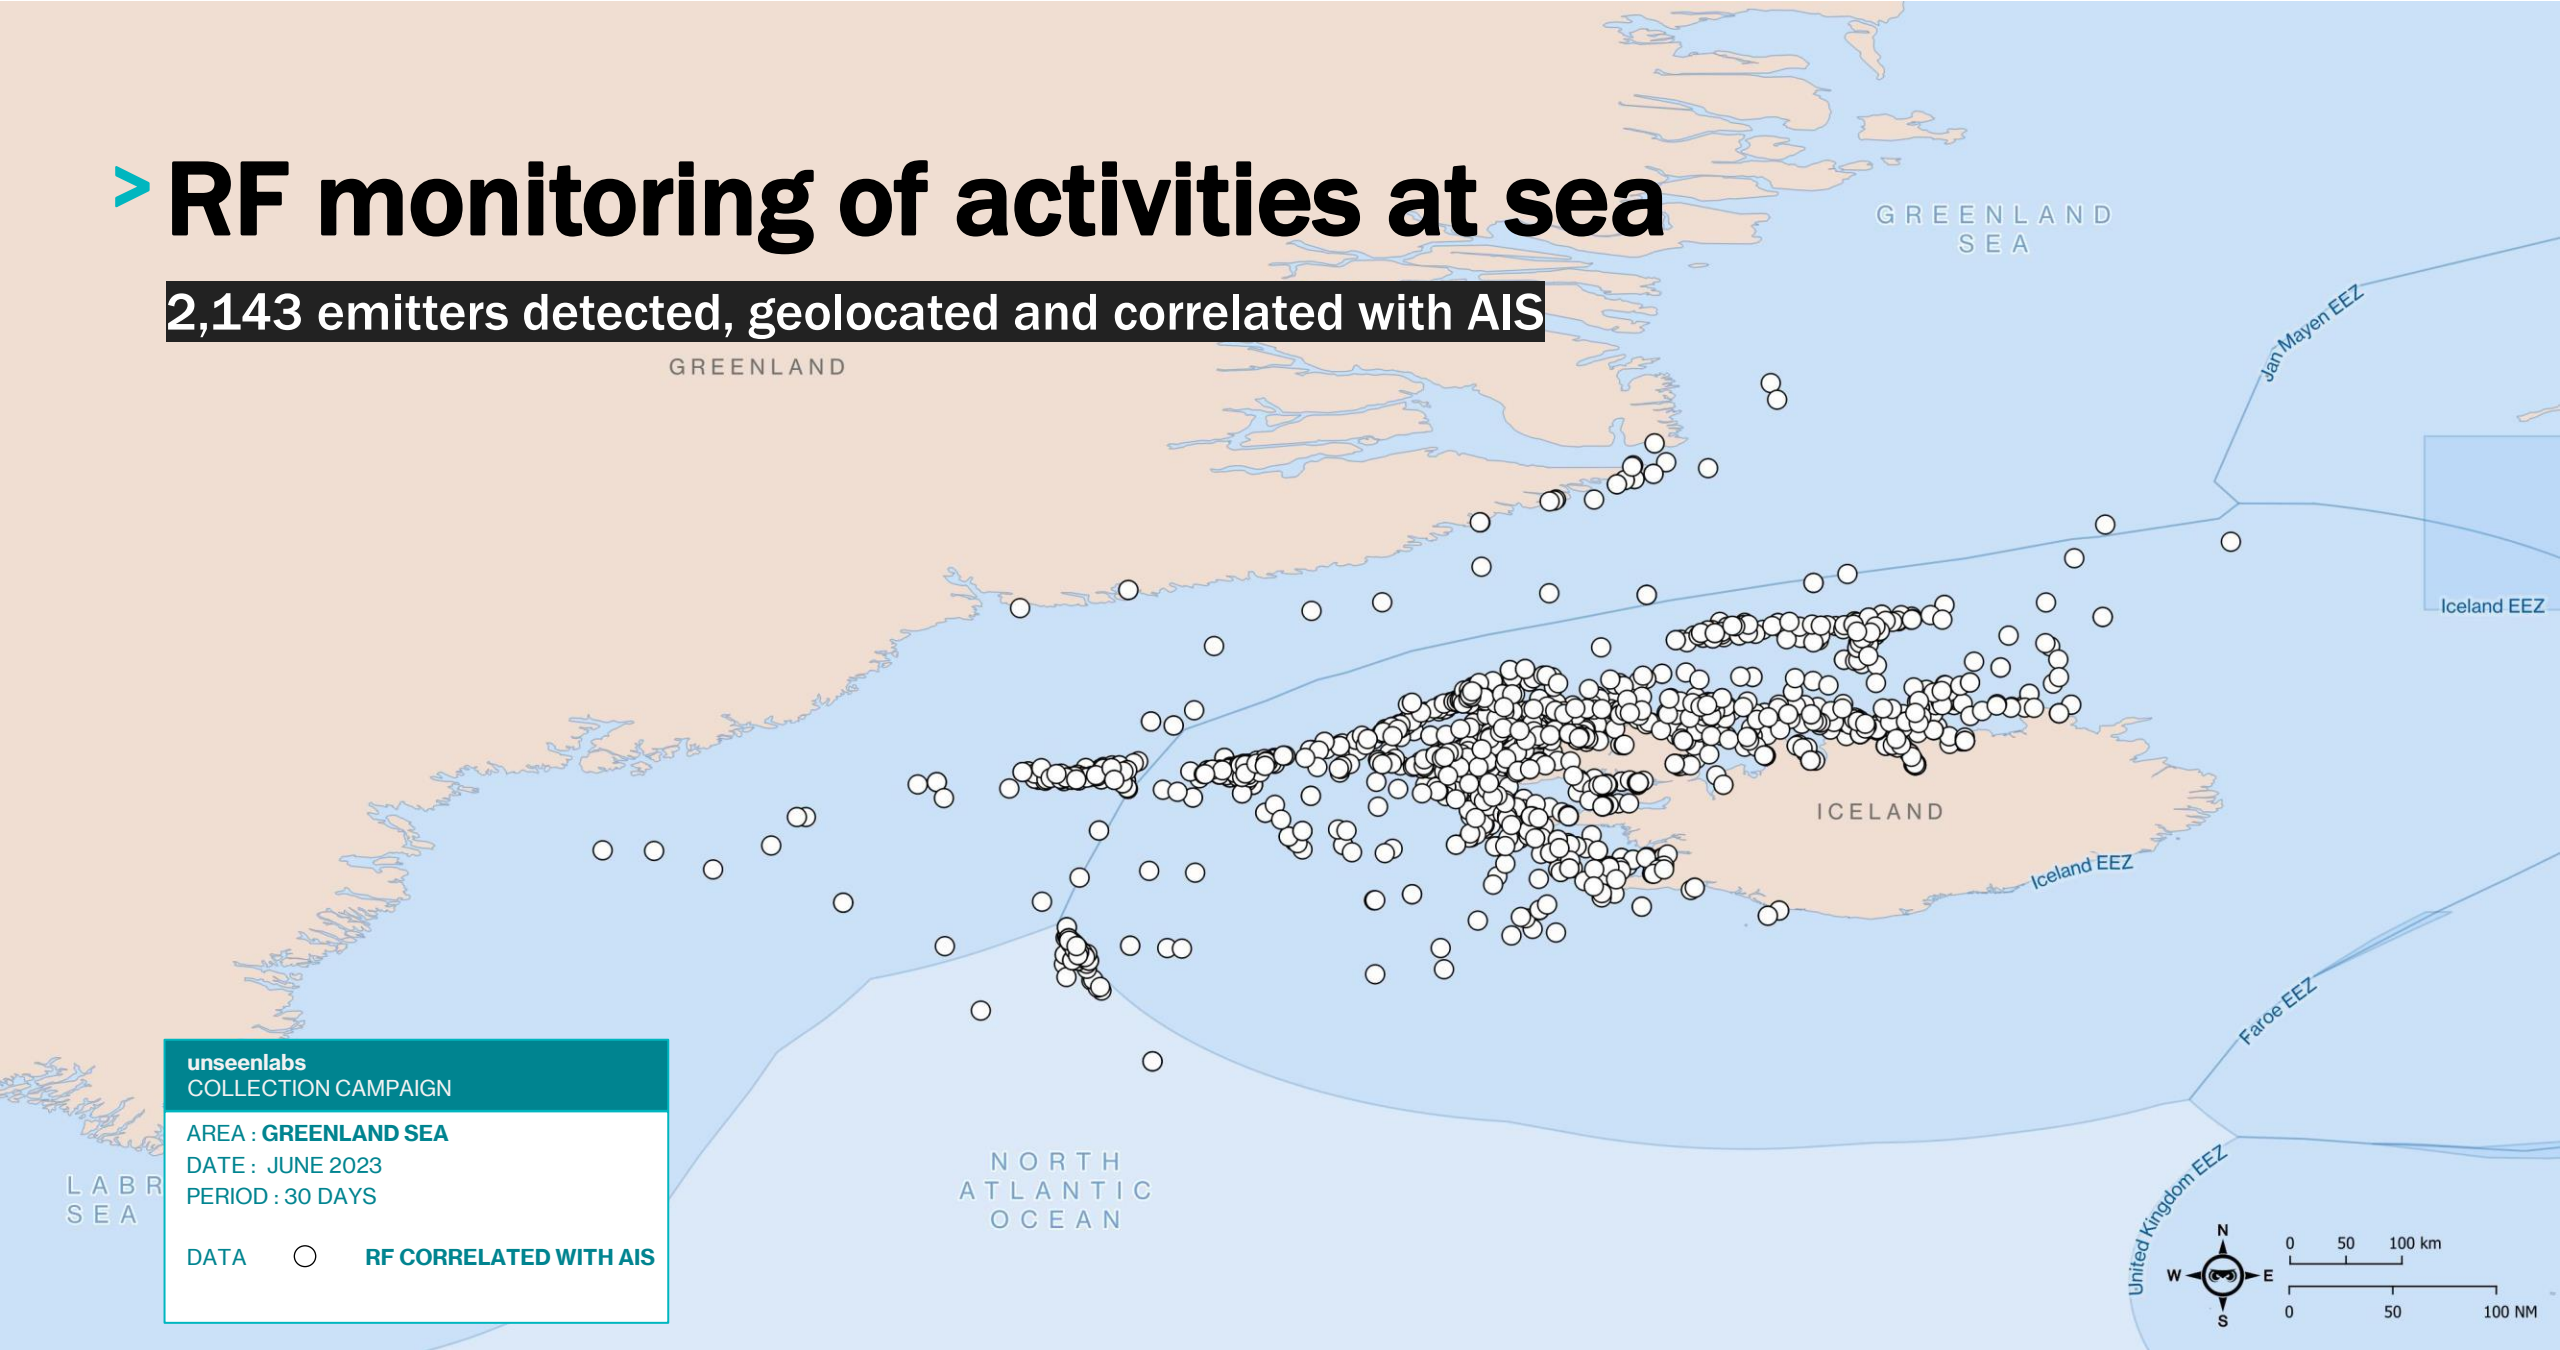 > RF monitoring of activities at sea
2,143 emitters detected, geolocated and correlated with AIS
GREENLAND
GREENLAND
SEA
Jan Mayen EEZ
Iceland EEZ
ICELAND
Iceland EEZ
Faroe EEZ
United Kingdom EEZ
NORTH
ATLANTIC
OCEAN
LABR
SEA
unseenlabs
COLLECTION CAMPAIGN
AREA : GREENLAND SEA
DATE : JUNE 2023
PERIOD : 30 DAYS
DATA RF CORRELATED WITH AIS
N
W E
S
0 50 100 km
0 50 100 NM